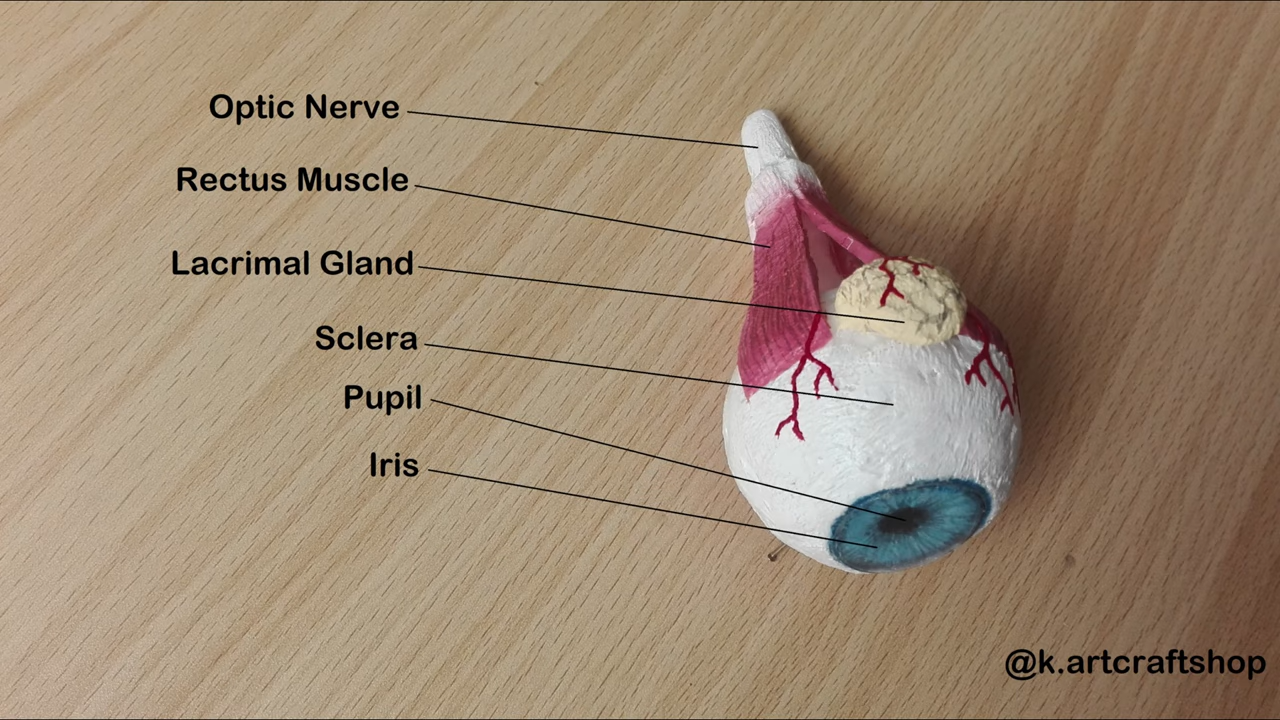 Optic Nerve
Rectus Muscle
Lacrimal Gland
Sclera
Pupil
Iris
@k.artcraftshop